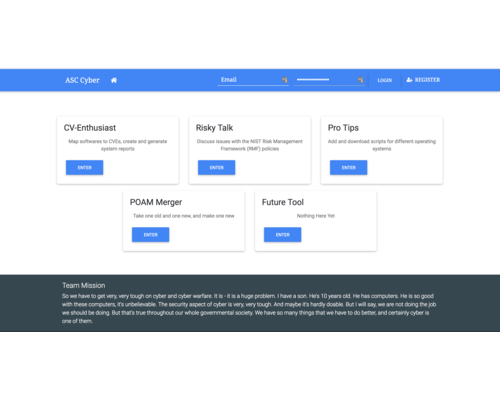 ASC Cyber Email LOGIN REGISTER
CV-Enthusiast
Map softwares to CVEs, create and generate
system reports
ENTER
Risky Talk
Discuss issues with the NIST Risk Management
Framework (RMF) policies
ENTER
Pro Tips
Add and download scripts for different operating
systems
ENTER
POAM Merger
Take one old and one new, and make one new
ENTER
Future Tool
Nothing Here Yet
ENTER
Team Mission
So we have to get very, very tough on cyber and cyber warfare. It is - it is a huge problem. I have a son. He's 10 years old. He has computers. He is so good
with these computers, it's unbelievable. The security aspect of cyber is very, very tough. And maybe it's hardly doable. But I will say, we are not doing the job
we should be doing. But that's true throughout our whole governmental society. We have so many things that we have to do better, and certainly cyber is
one of them.